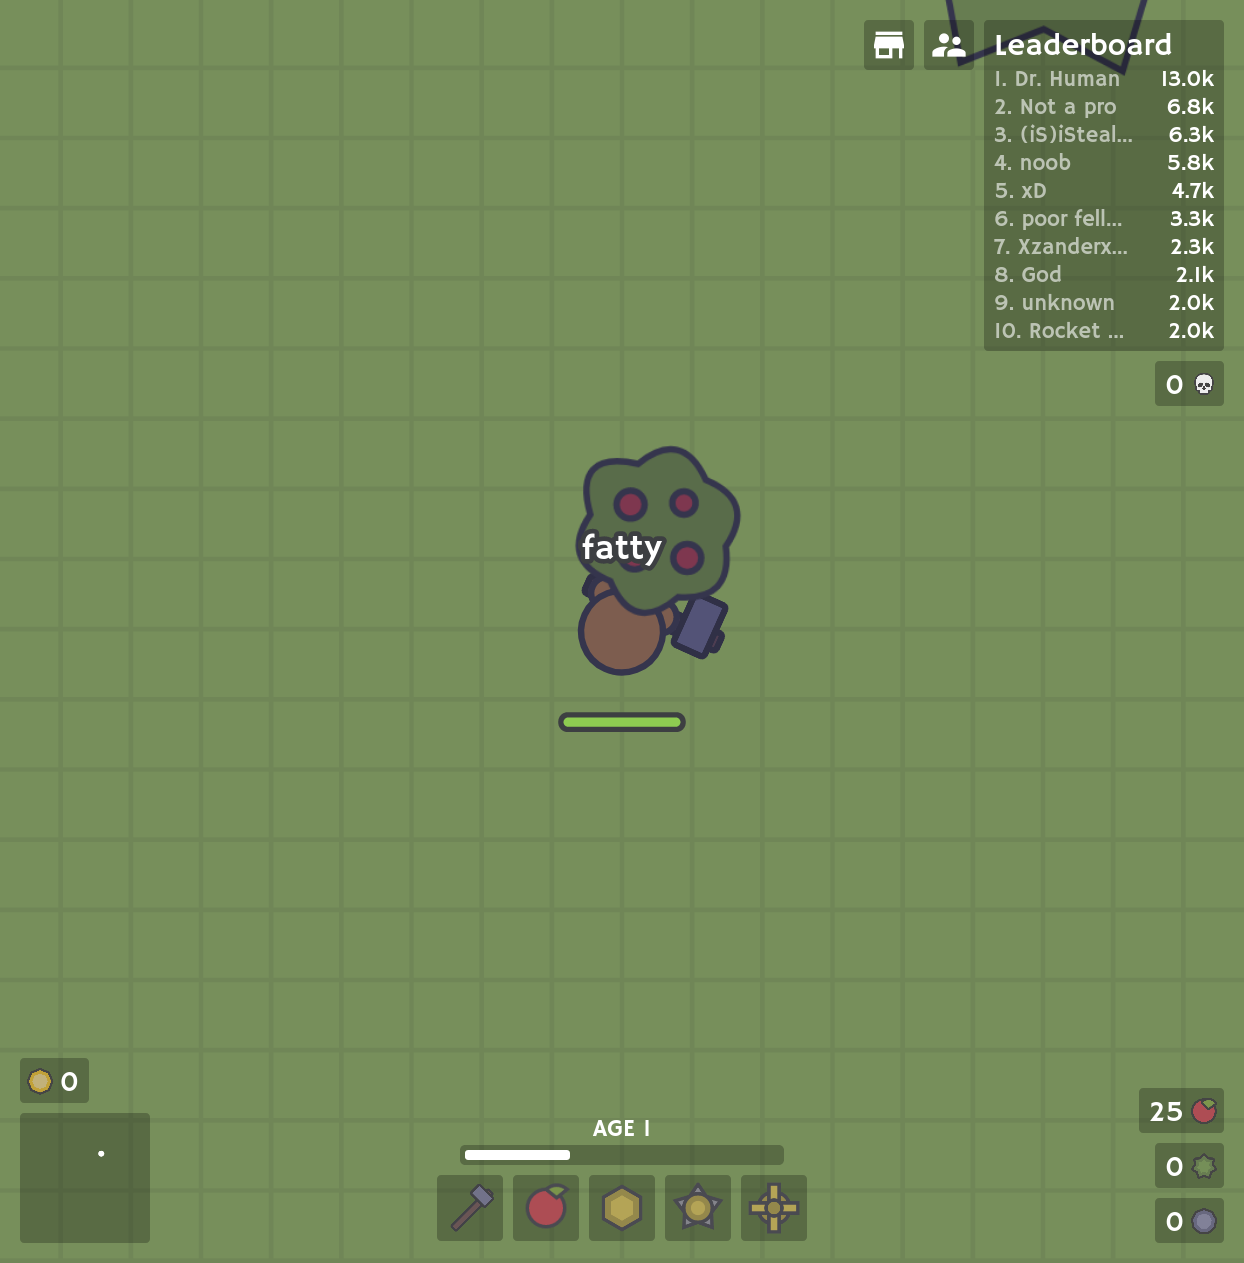 Leaderboard
1. Dr. Human 13.0k
2. Not a pro 6.8k
3. (iS)iSteal... 6.3k
4. noob 5.8k
5. xD 4.7k
6. poor fell... 3.3k
7. Xzanderx... 2.3k
8. God 2.1k
9. unknown 2.0k
10. Rocket ... 2.0k
0
fatty
0
25
AGE 1
0
0